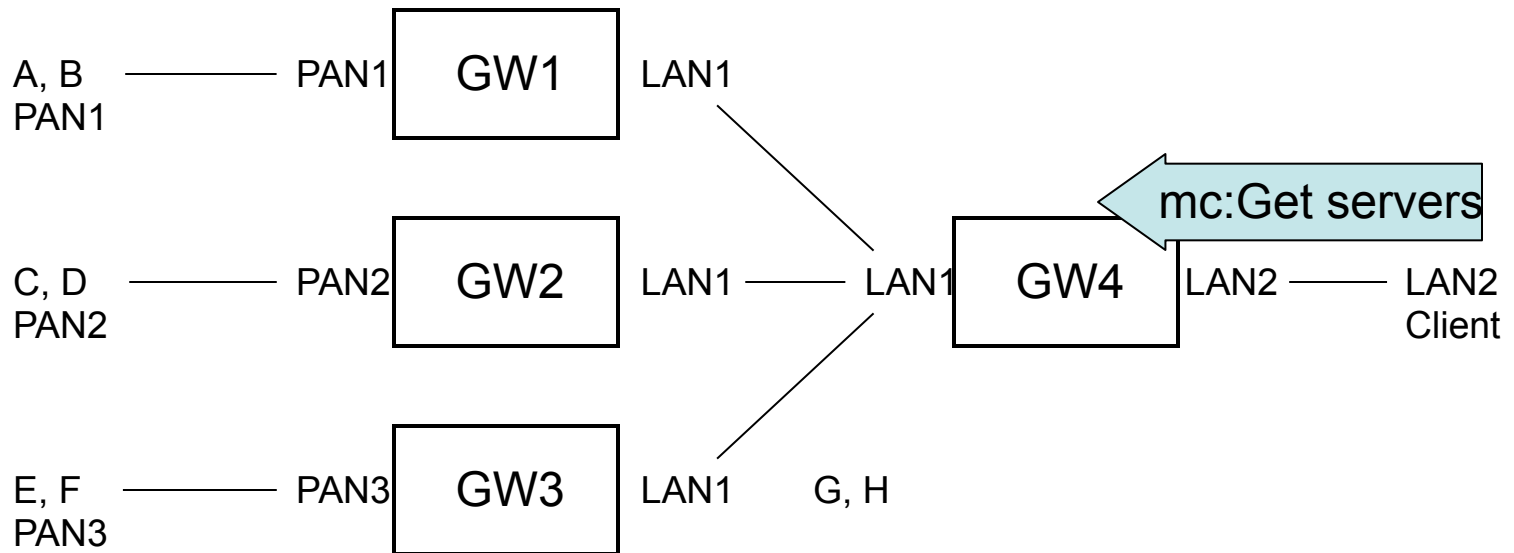 A, B
PAN1
PAN1
GW1
LAN1
mc:Get servers
C, D
PAN2
PAN2
GW2
LAN1
LAN1
GW4
LAN2
LAN2
Client
E, F
PAN3
PAN3
GW3
LAN1
G, H